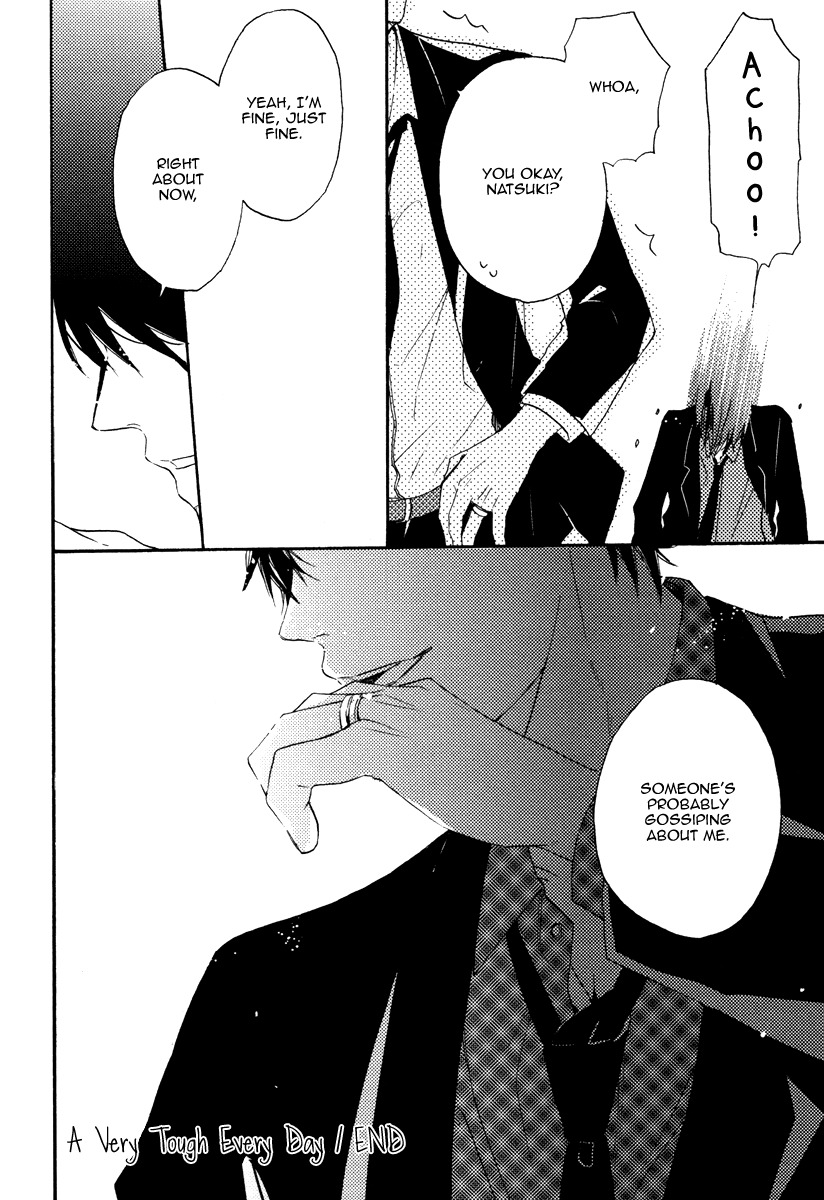 Achoo!
WHOA,
YOU OKAY,
NATSUKI?
YEAH, I'M
FINE, JUST
FINE.
RIGHT
ABOUT
NOW,
SOMEONE'S
PROBABLY
GOSSIPING
ABOUT ME.
A Very Tough Every Day / END